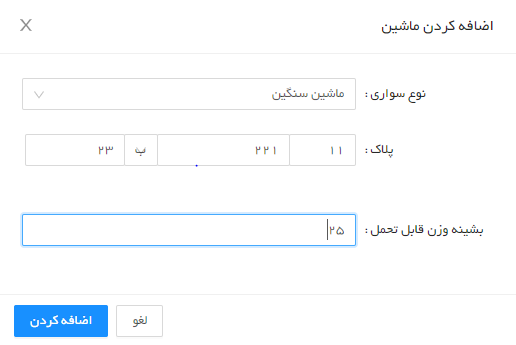 اضافه کردن ماشین
نوع سواری :
ماشین سنگین
پلاک :
۱۱ ۲۲۱ ب ۲۳
بشینه وزن قابل تحمل :
۲۵
لغو
اضافه کردن